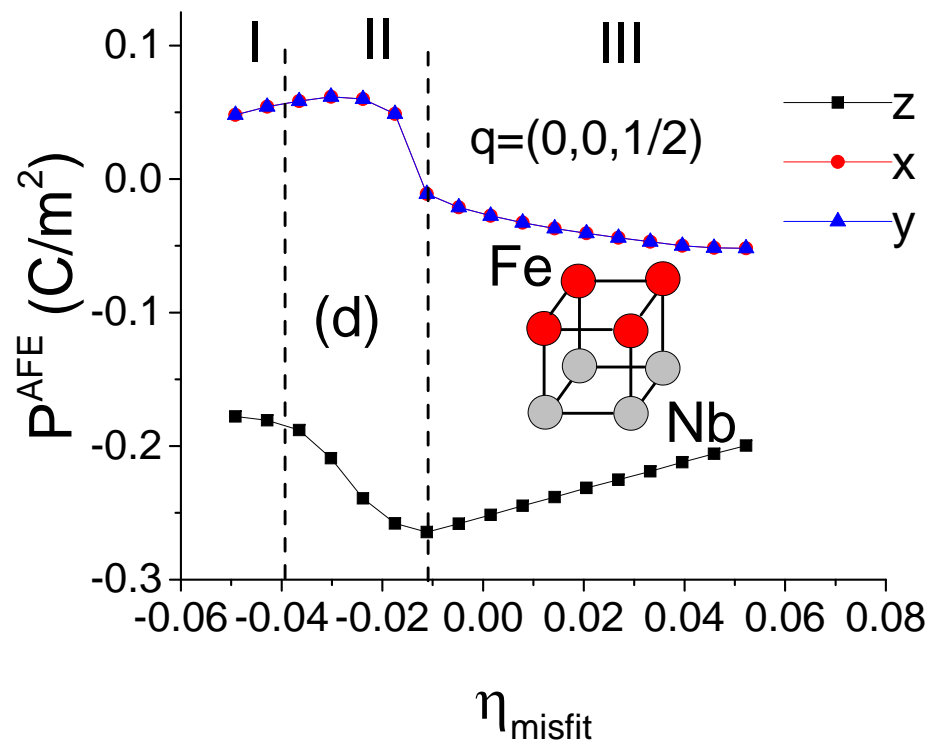 I II III
0.1
q=(0,0,1/2)
z
x
y
0.0
Fe
-0.1
(d)
Nb
-0.2
-0.3
P^AFE (C/m²)
-0.06 -0.04 -0.02 0.00 0.02 0.04 0.06 0.08
η_misfit